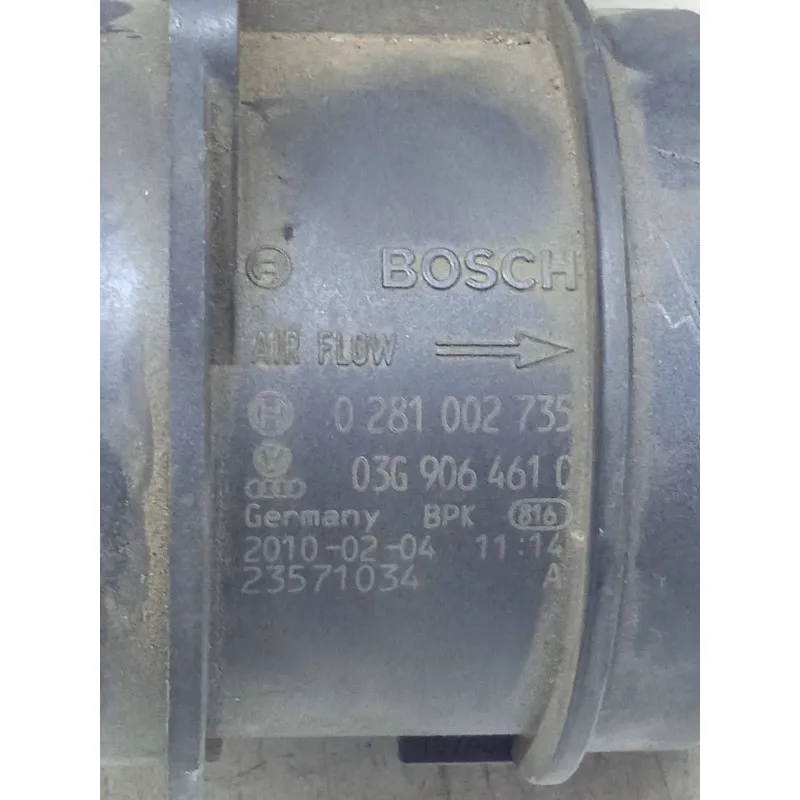 BOSCH
AIR FLOW
0 281 002 735
03G 906 461 D
Germany BPK 816
2010-02-04 11:14
23571034 A